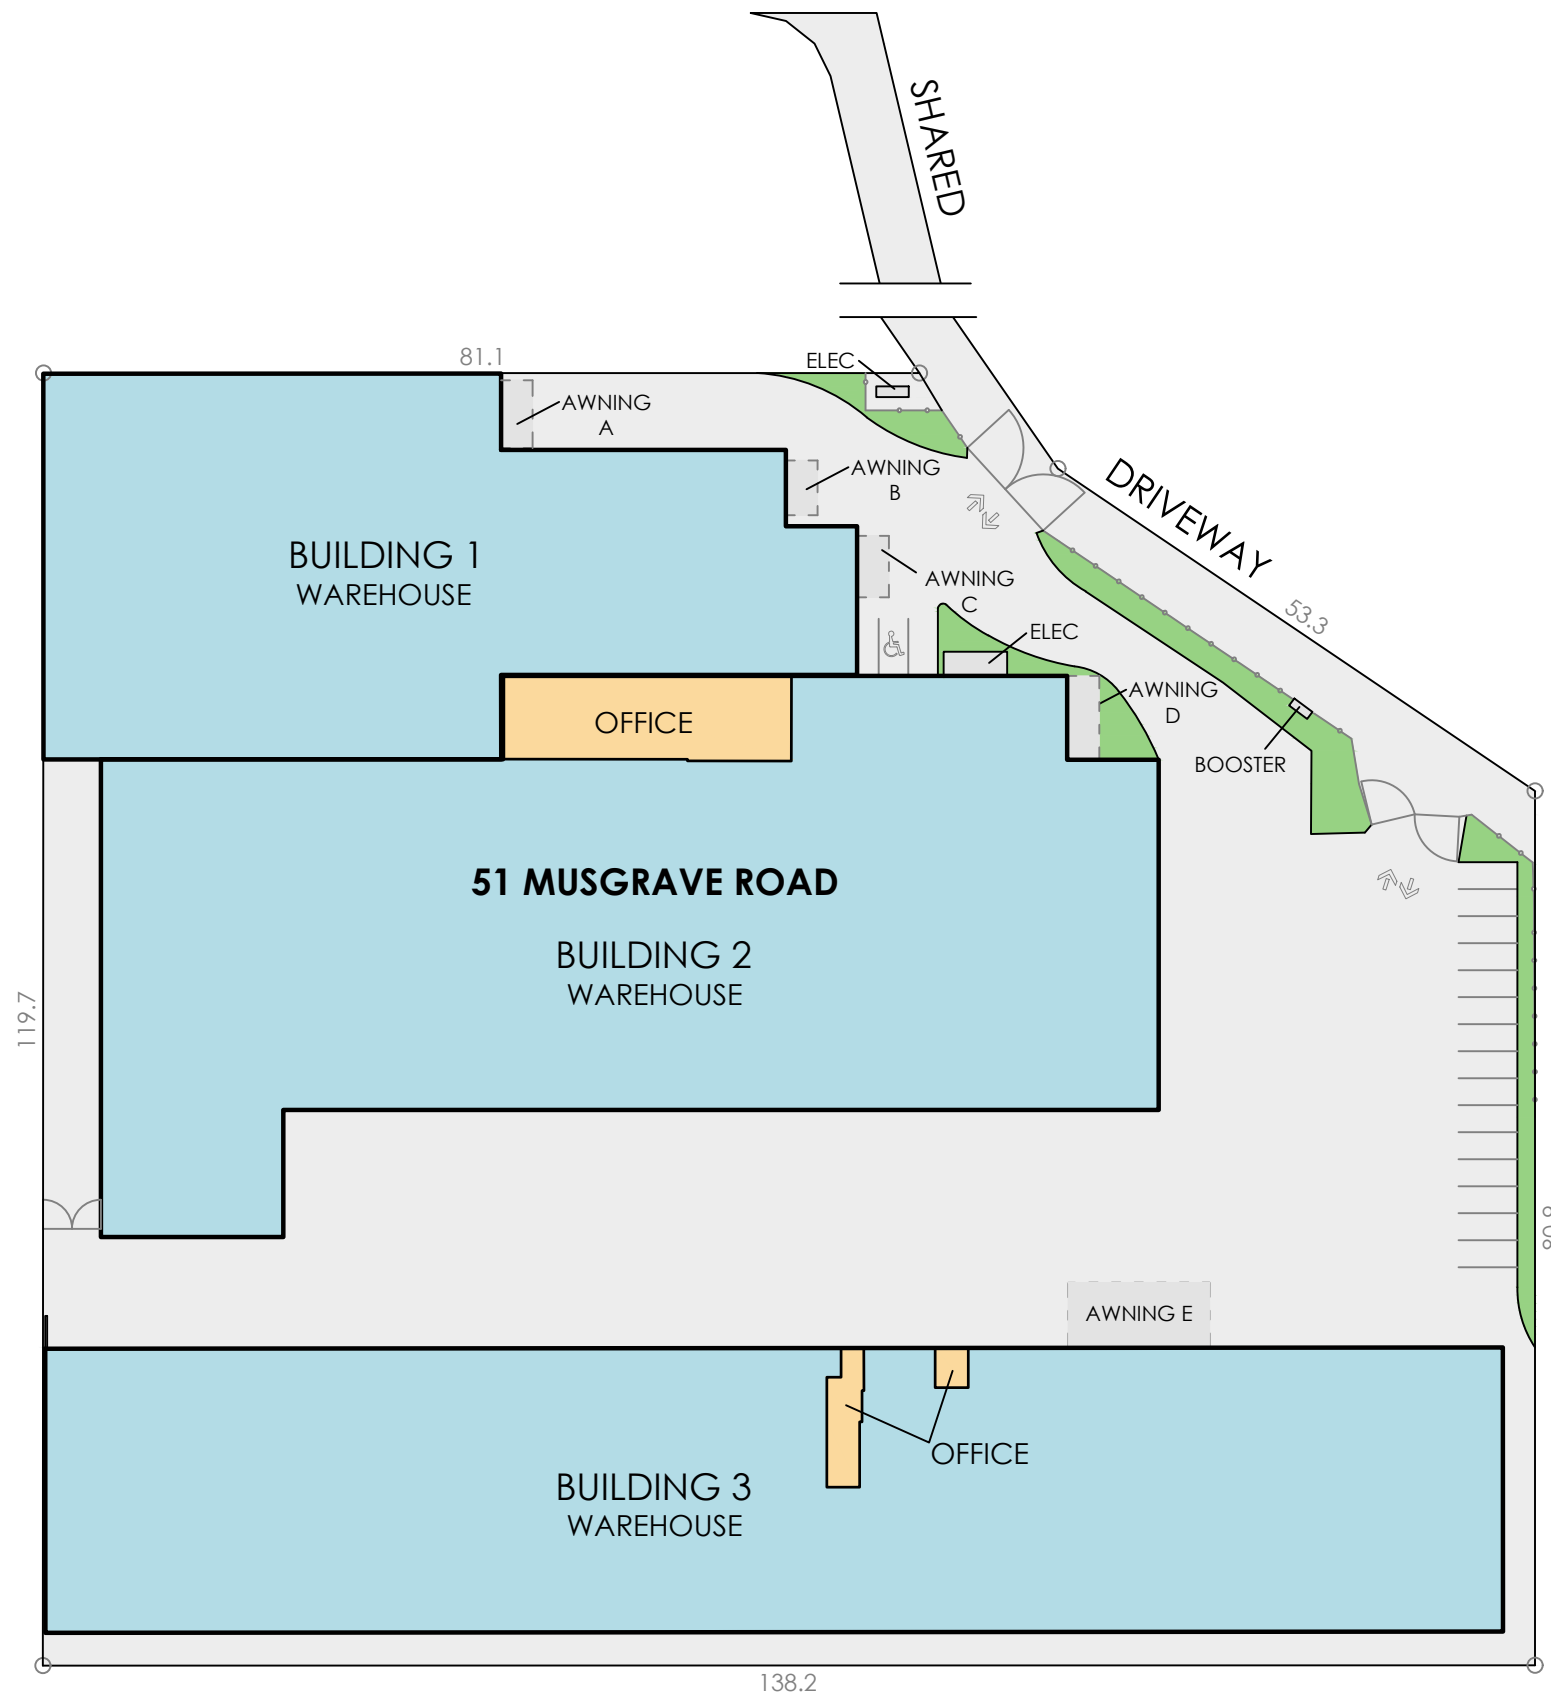 SHARED
81.1
ELEC
AWNING
A
AWNING
B
DRIVEWAY
BUILDING 1
WAREHOUSE
AWNING
C
53.3
ELEC
AWNING
D
OFFICE
BOOSTER
51 MUSGRAVE ROAD
BUILDING 2
WAREHOUSE
119.7
AWNING E
OFFICE
BUILDING 3
WAREHOUSE
138.2